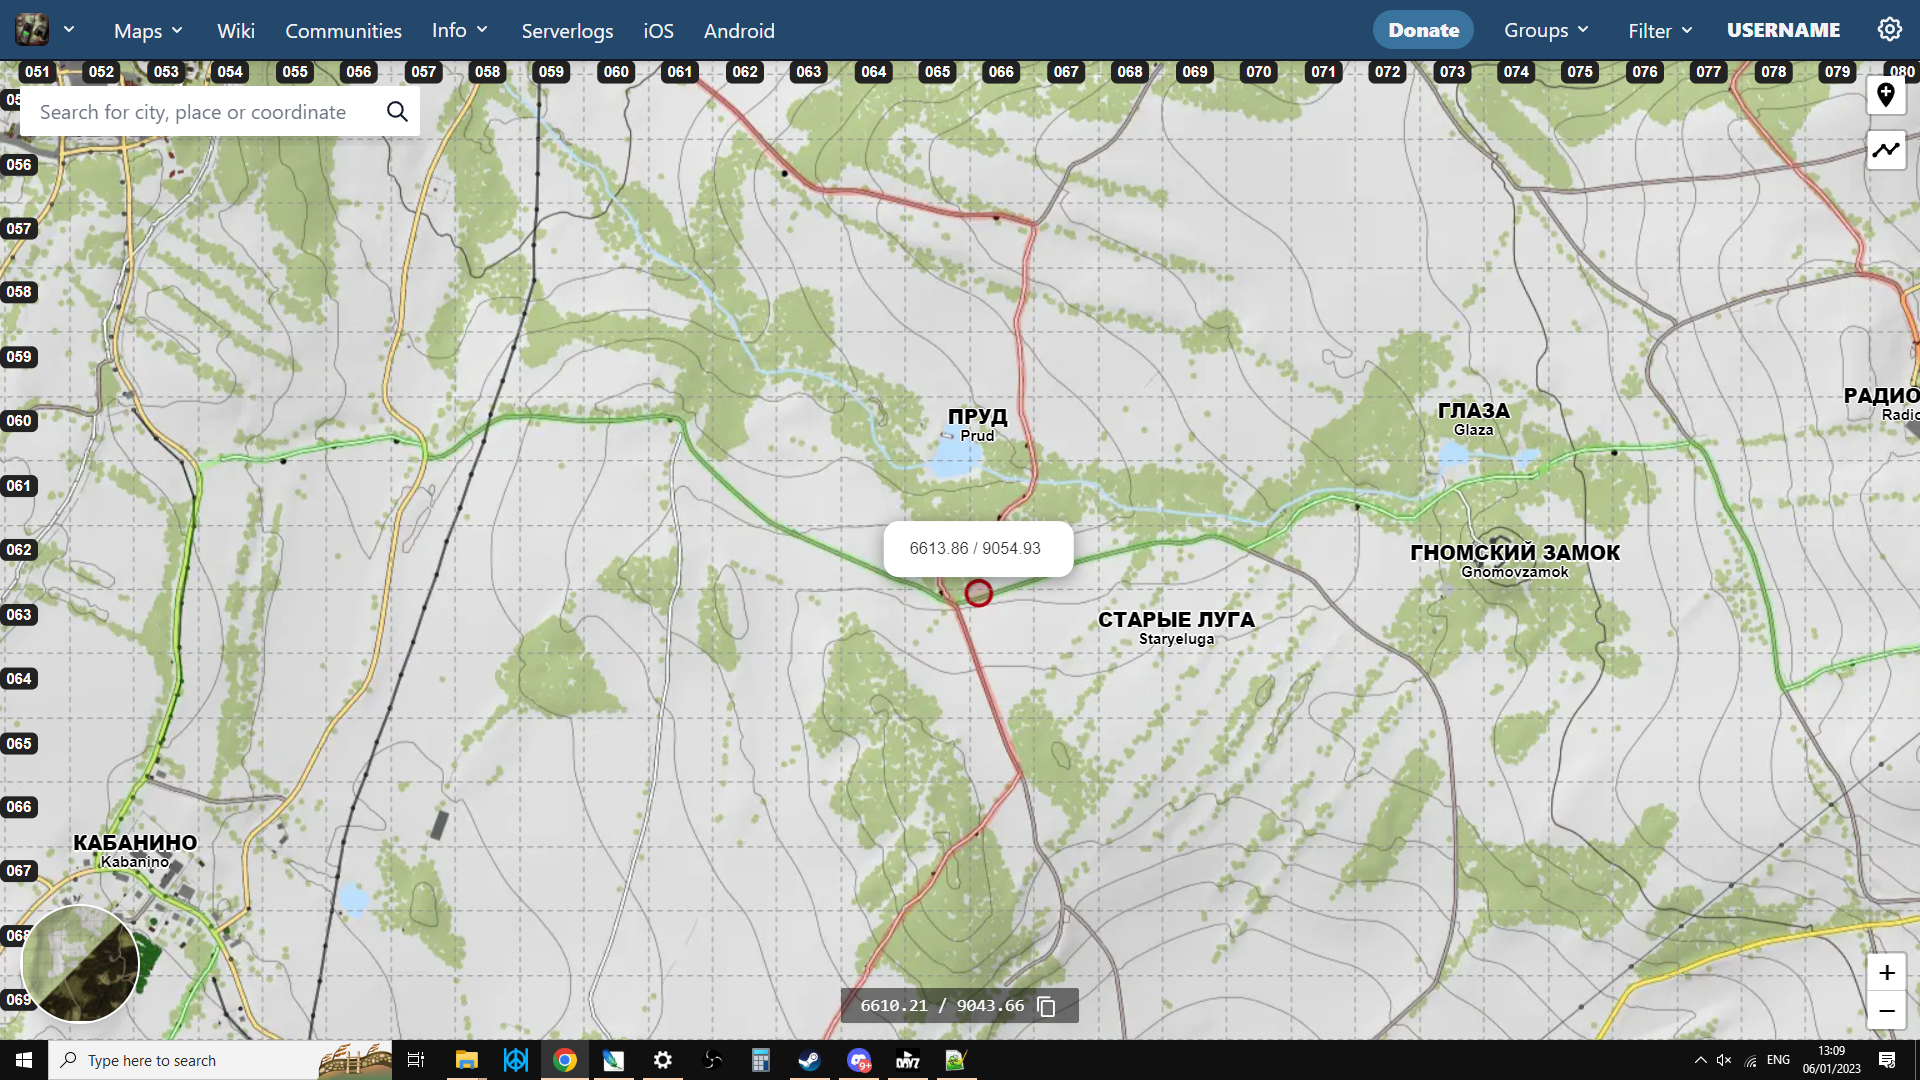 Maps Wiki Communities Info Serverlogs iOS Android Donate Groups Filter USERNAME
051 052 053 054 055 056 057 058 059 060 061 062 063 064 065 066 067 068 069 070 071 072 073 074 075 076 077 078 079 080
Search for city, place or coordinate
056
057
058
059
РАДИО
ГЛАЗА
ПРУД
Radio
060
Glaza
Prud
061
6613.86 / 9054.93
062
ГНОМСКИЙ ЗАМОК
Gnomovzamok
063
СТАРЫЕ ЛУГА
Staryeluga
064
065
066
КАБАНИНО
Kabanino
067
068
+
069
6610.21 / 9043.66
−
Type here to search
9+
DAYZ
ENG
13:09
06/01/2023